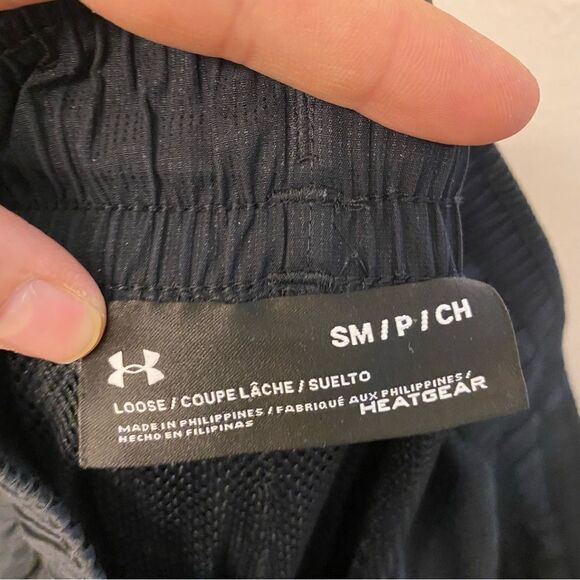 SM / P / CH
LOOSE / COUPE LÂCHE / SUELTO
MADE IN PHILIPPINES / FABRIQUÉ AUX PHILIPPINES /
HECHO EN FILIPINAS
HEATGEAR